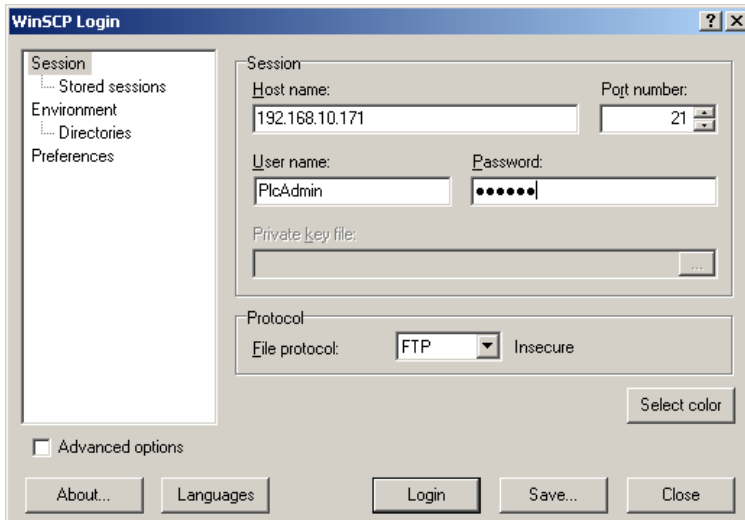 WinSCP Login
Session
Stored sessions
Environment
Directories
Preferences
Advanced options
Session
Host name:
Port number:
192.168.10.171
21
User name:
Password:
PlcAdmin
●●●●●●
Private key file:
...
Protocol
File protocol:
FTP
Insecure
Select color
About...
Languages
Login
Save...
Close